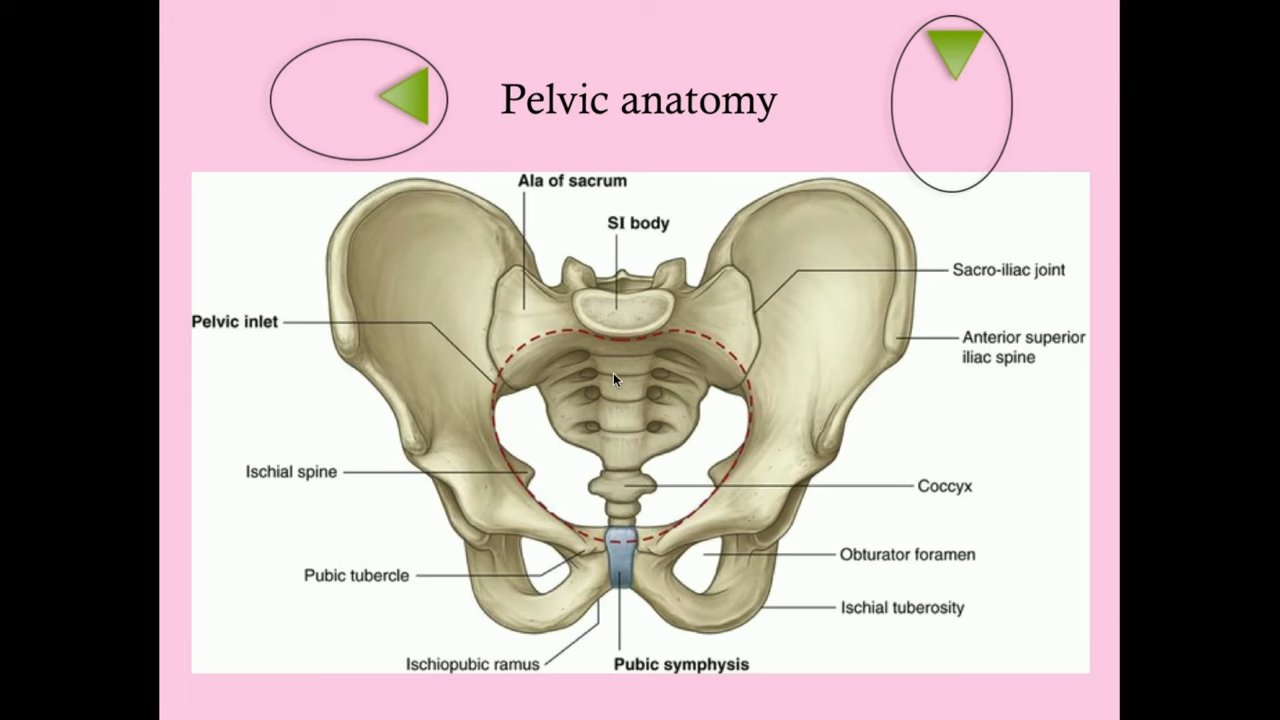 Pelvic anatomy
Ala of sacrum
SI body
Sacro-iliac joint
Pelvic inlet
Anterior superior
iliac spine
Ischial spine
Coccyx
Obturator foramen
Pubic tubercle
Ischial tuberosity
Ischiopubic ramus
Pubic symphysis